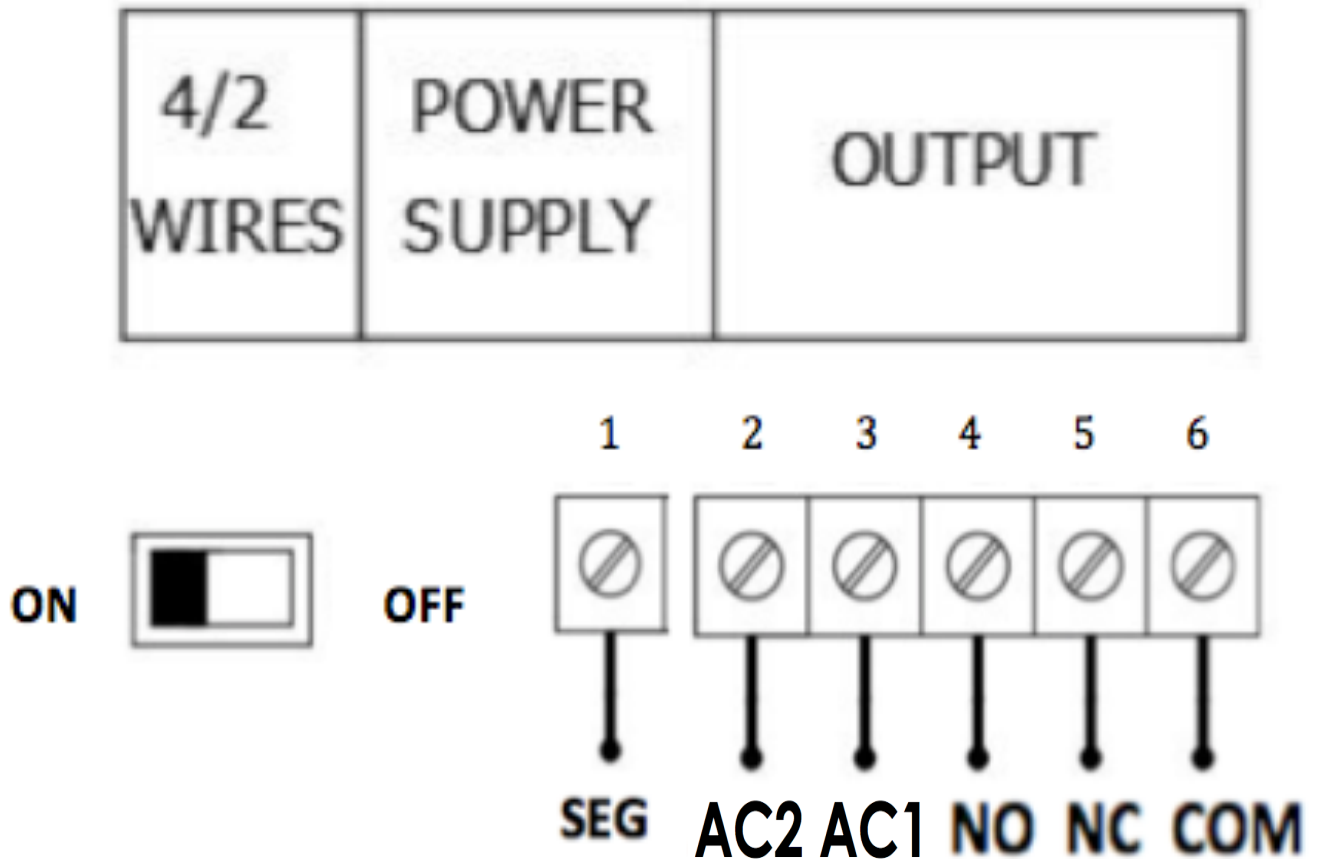 4/2
WIRES
POWER
SUPPLY
OUTPUT
1 2 3 4 5 6
ON OFF
SEG AC2 AC1 NO NC COM